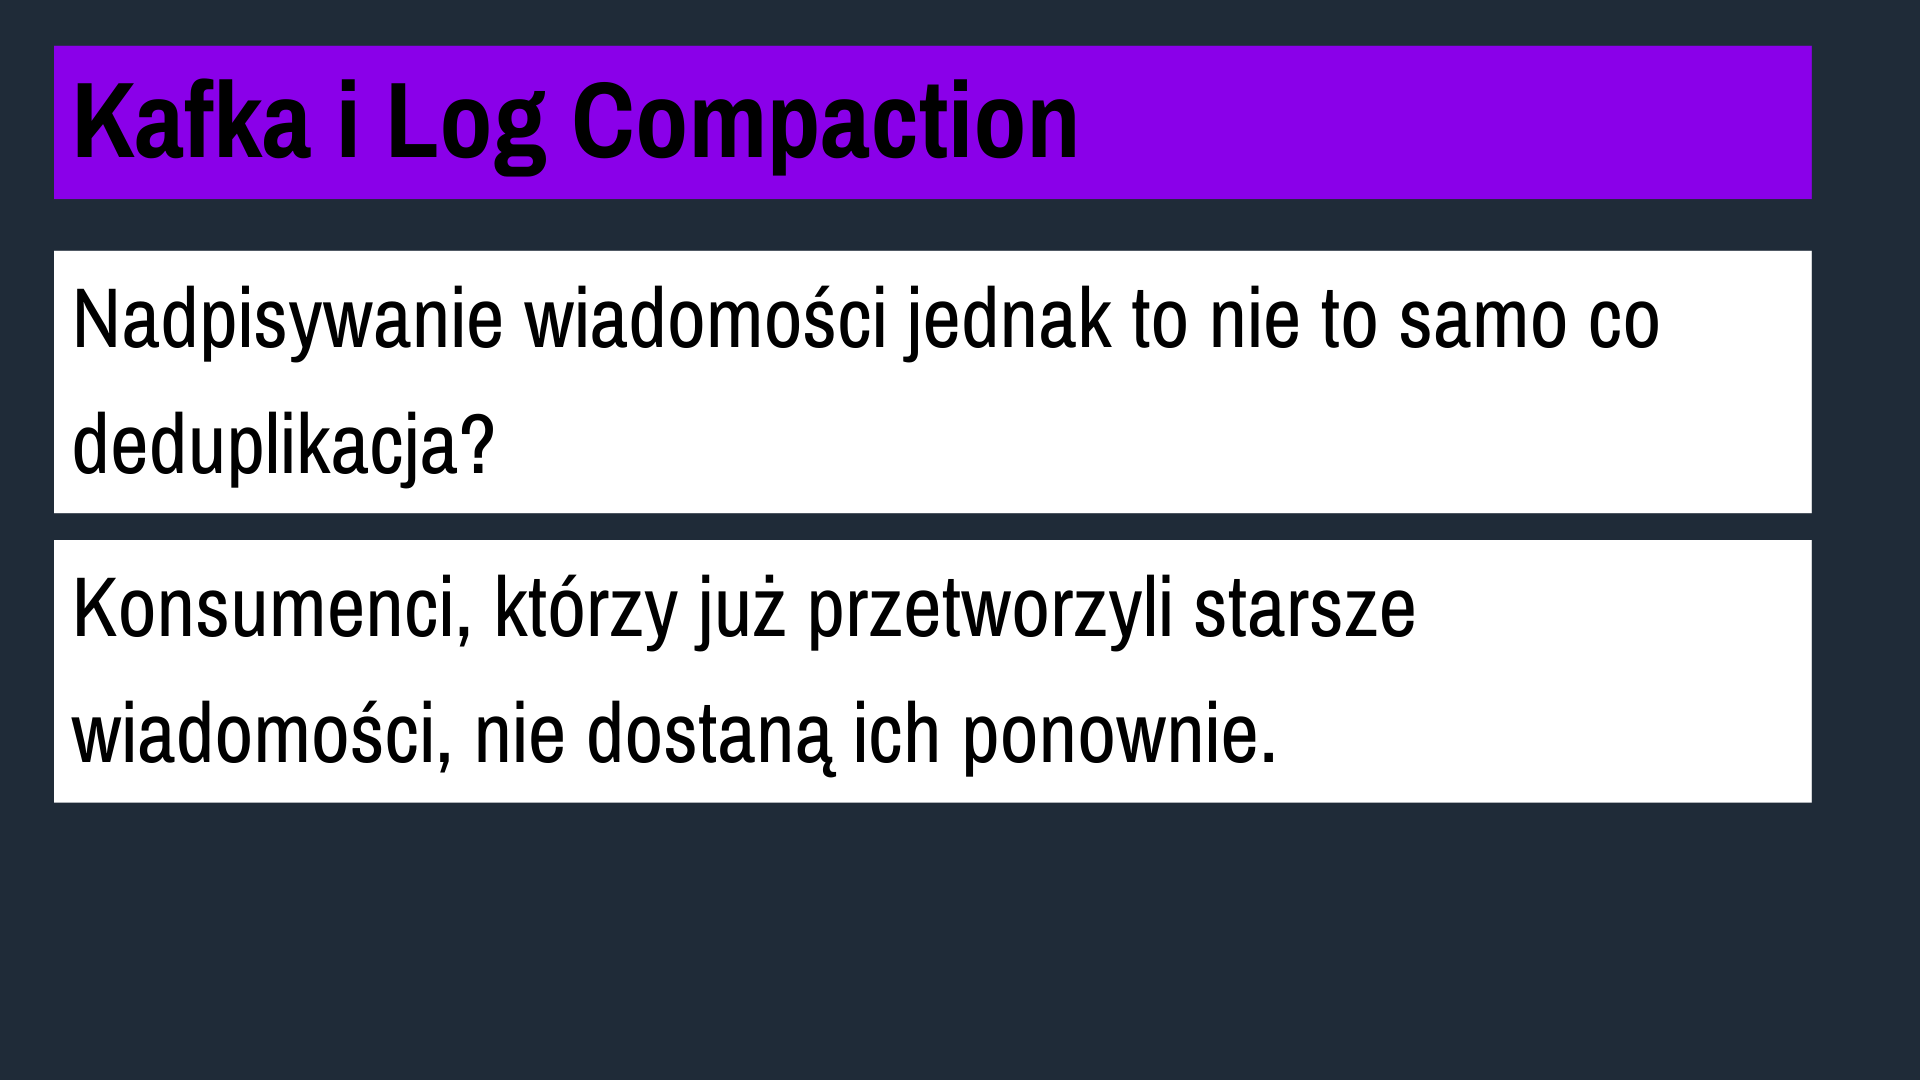 Kafka i Log Compaction
Nadpisywanie wiadomości jednak to nie to samo co
deduplikacja?
Konsumenci, którzy już przetworzyli starsze
wiadomości, nie dostaną ich ponownie.